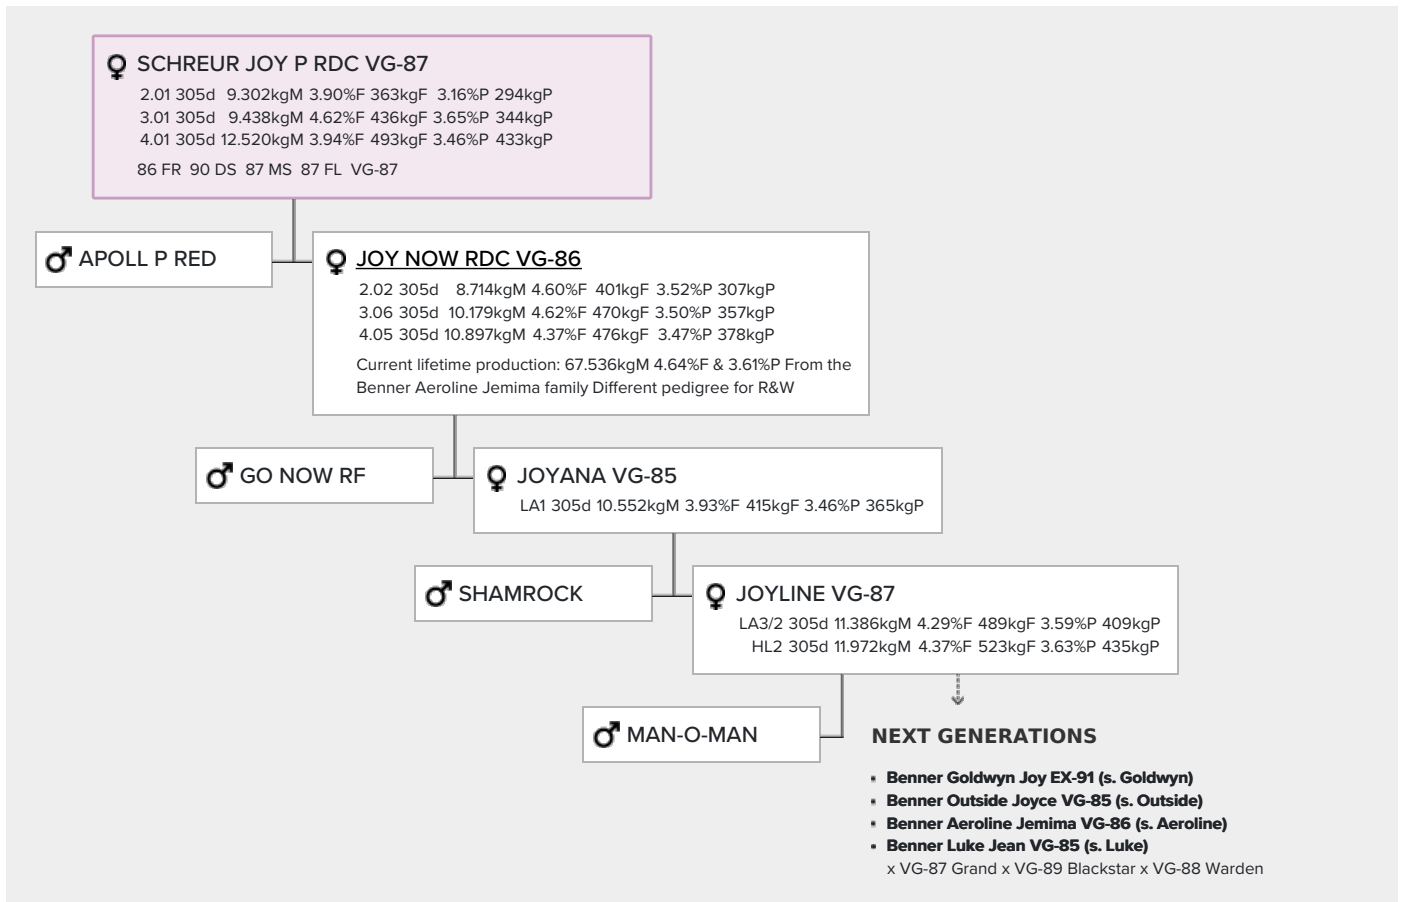 SCHREUR JOY P RDC VG-87
2.01 305d 9.302kgM 3.90%F 363kgF 3.16%P 294kgP
3.01 305d 9.438kgM 4.62%F 436kgF 3.65%P 344kgP
4.01 305d 12.520kgM 3.94%F 493kgF 3.46%P 433kgP
86 FR 90 DS 87 MS 87 FL VG-87
APOLL P RED
JOY NOW RDC VG-86
2.02 305d 8.714kgM 4.60%F 401kgF 3.52%P 307kgP
3.06 305d 10.179kgM 4.62%F 470kgF 3.50%P 357kgP
4.05 305d 10.897kgM 4.37%F 476kgF 3.47%P 378kgP
Current lifetime production: 67.536kgM 4.64%F & 3.61%P From the
Benner Aeroline Jemima family Different pedigree for R&W
GO NOW RF
JOYANA VG-85
LA1 305d 10.552kgM 3.93%F 415kgF 3.46%P 365kgP
SHAMROCK
JOYLINE VG-87
LA3/2 305d 11.386kgM 4.29%F 489kgF 3.59%P 409kgP
HL2 305d 11.972kgM 4.37%F 523kgF 3.63%P 435kgP
MAN-O-MAN
NEXT GENERATIONS
▪ Benner Goldwyn Joy EX-91 (s. Goldwyn)
▪ Benner Outside Joyce VG-85 (s. Outside)
▪ Benner Aeroline Jemima VG-86 (s. Aeroline)
▪ Benner Luke Jean VG-85 (s. Luke)
x VG-87 Grand x VG-89 Blackstar x VG-88 Warden